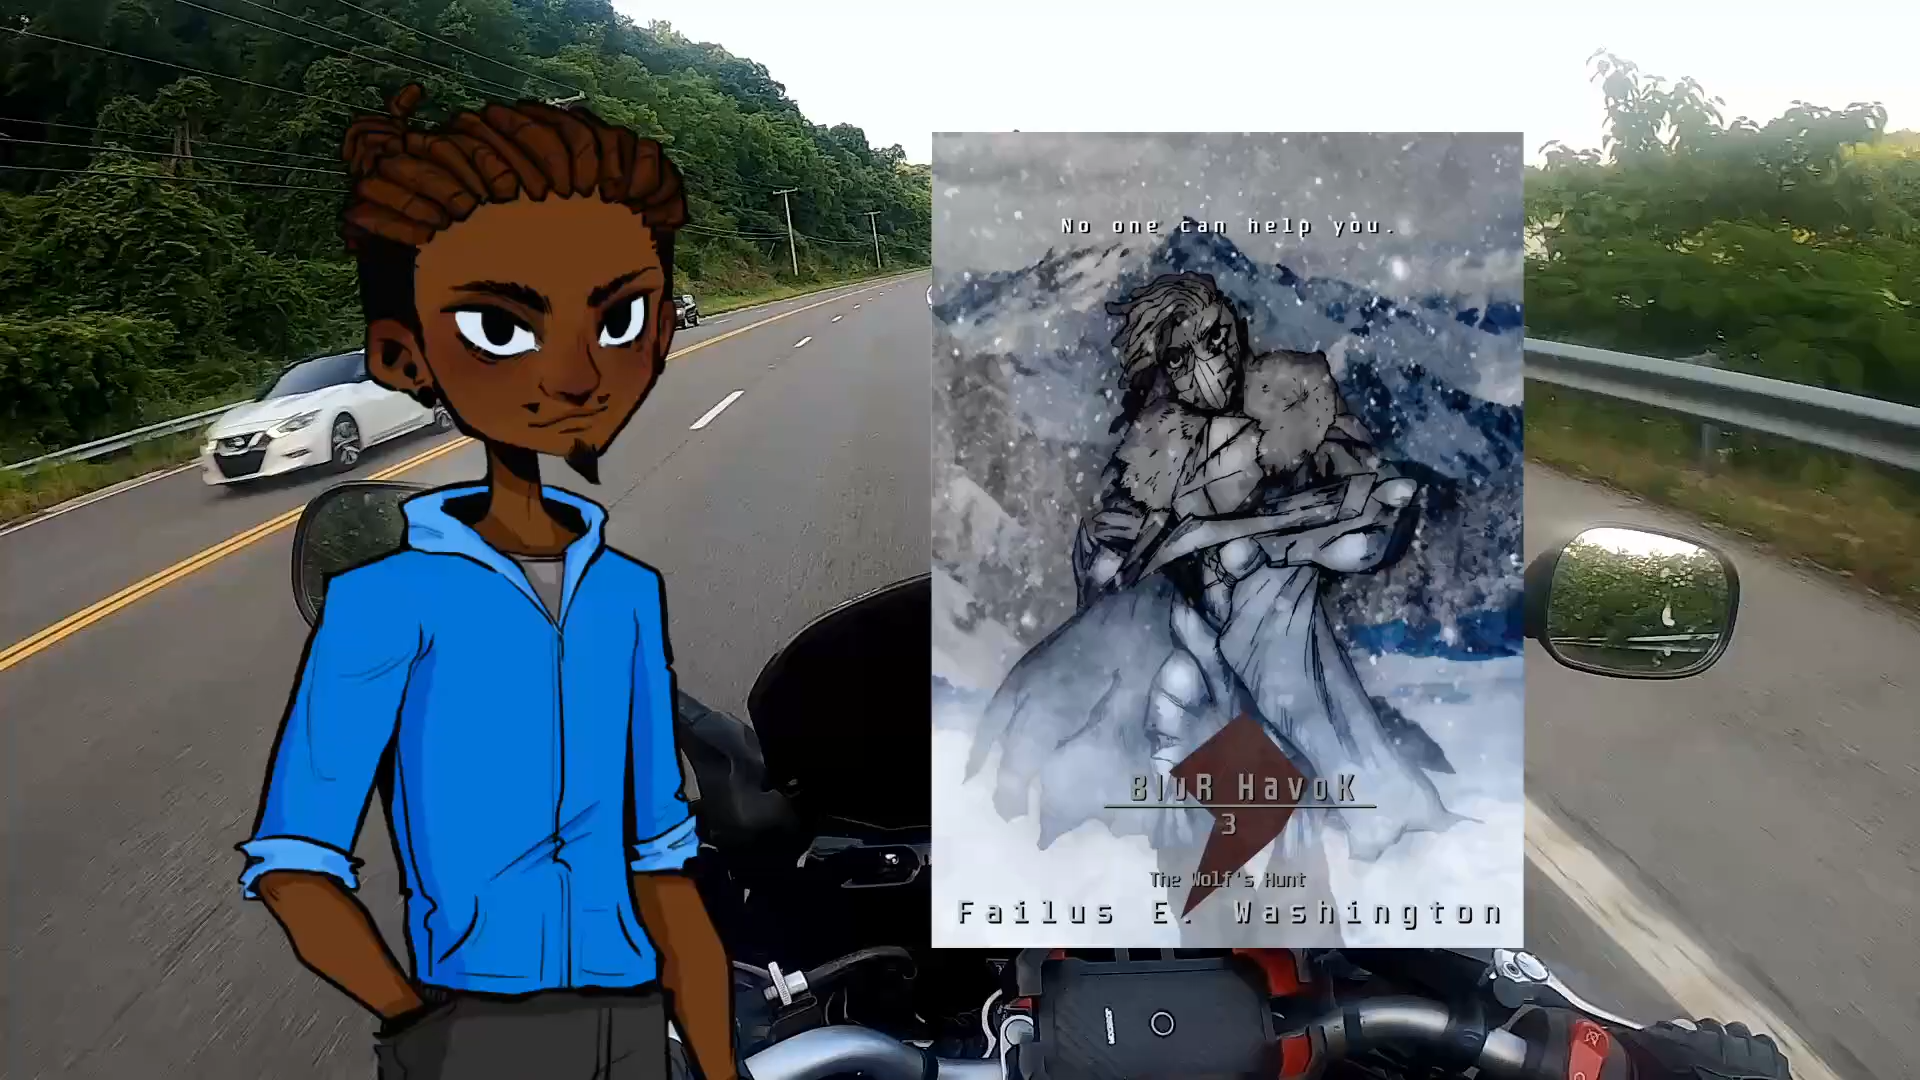 No one can help you.
BluR HavoK
3
The Wolf's Hunt
Failus E. Washington